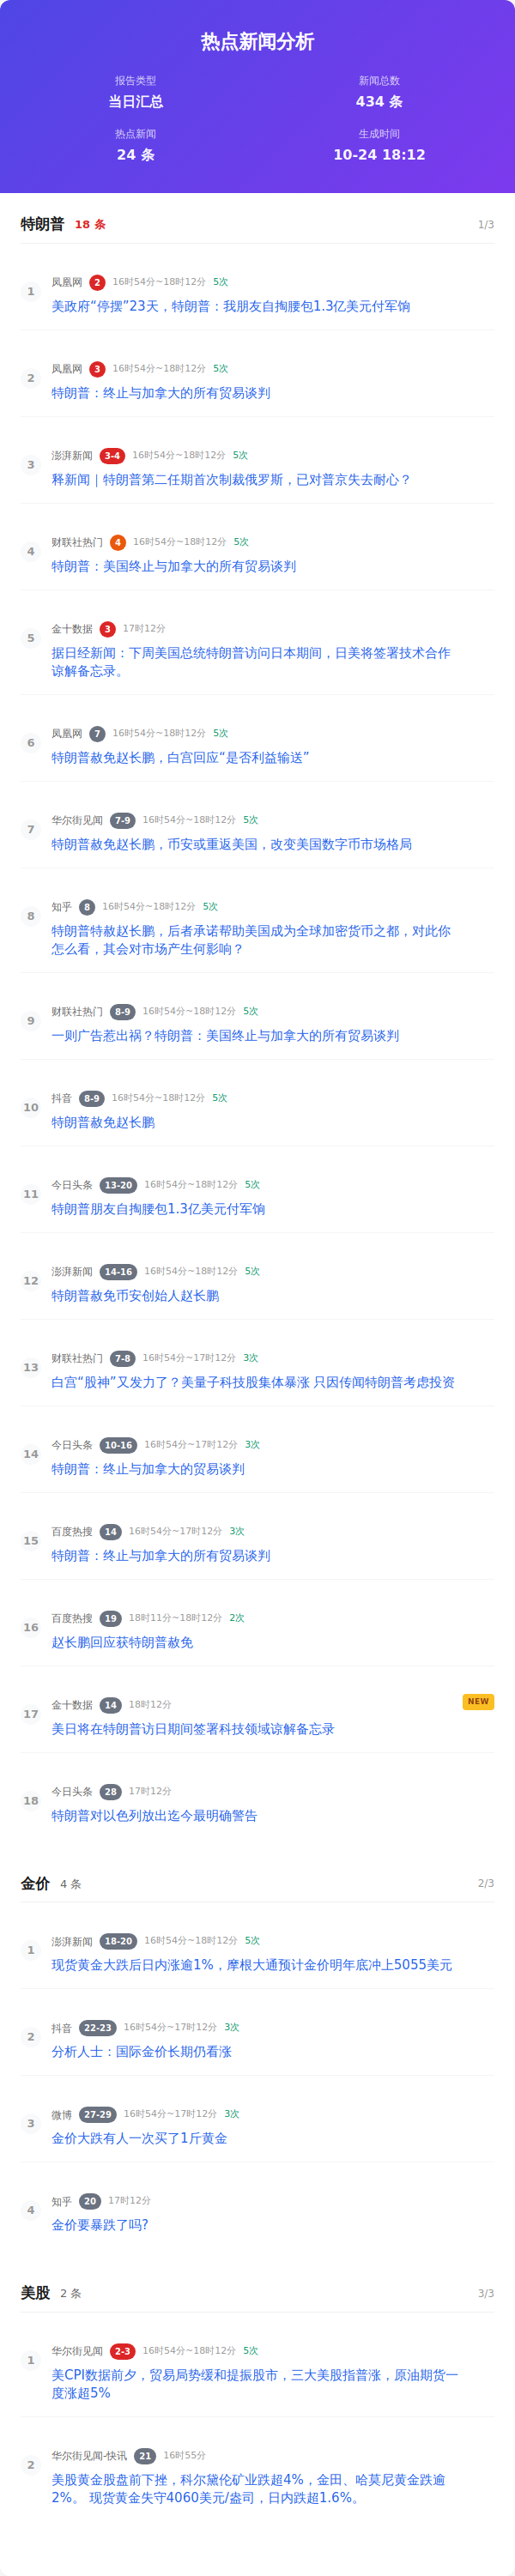 热点新闻分析
报告类型
当日汇总
新闻总数
434 条
热点新闻
24 条
生成时间
10-24 18:12
特朗普 18 条 1/3
1 凤凰网 2 16时54分~18时12分 5次
美政府“停摆”23天，特朗普：我朋友自掏腰包1.3亿美元付军饷
2 凤凰网 3 16时54分~18时12分 5次
特朗普：终止与加拿大的所有贸易谈判
3 澎湃新闻 3-4 16时54分~18时12分 5次
释新闻｜特朗普第二任期首次制裁俄罗斯，已对普京失去耐心？
4 财联社热门 4 16时54分~18时12分 5次
特朗普：美国终止与加拿大的所有贸易谈判
5 金十数据 3 17时12分
据日经新闻：下周美国总统特朗普访问日本期间，日美将签署技术合作
谅解备忘录。
6 凤凰网 7 16时54分~18时12分 5次
特朗普赦免赵长鹏，白宫回应“是否利益输送”
7 华尔街见闻 7-9 16时54分~18时12分 5次
特朗普赦免赵长鹏，币安或重返美国，改变美国数字币市场格局
8 知乎 8 16时54分~18时12分 5次
特朗普特赦赵长鹏，后者承诺帮助美国成为全球加密货币之都，对此你
怎么看，其会对市场产生何影响？
9 财联社热门 8-9 16时54分~18时12分 5次
一则广告惹出祸？特朗普：美国终止与加拿大的所有贸易谈判
10 抖音 8-9 16时54分~18时12分 5次
特朗普赦免赵长鹏
11 今日头条 13-20 16时54分~18时12分 5次
特朗普朋友自掏腰包1.3亿美元付军饷
12 澎湃新闻 14-16 16时54分~18时12分 5次
特朗普赦免币安创始人赵长鹏
13 财联社热门 7-8 16时54分~17时12分 3次
白宫“股神”又发力了？美量子科技股集体暴涨 只因传闻特朗普考虑投资
14 今日头条 10-16 16时54分~17时12分 3次
特朗普：终止与加拿大的贸易谈判
15 百度热搜 14 16时54分~17时12分 3次
特朗普：终止与加拿大的所有贸易谈判
16 百度热搜 19 18时11分~18时12分 2次
赵长鹏回应获特朗普赦免
17 金十数据 14 18时12分 NEW
美日将在特朗普访日期间签署科技领域谅解备忘录
18 今日头条 28 17时12分
特朗普对以色列放出迄今最明确警告
金价 4 条 2/3
1 澎湃新闻 18-20 16时54分~18时12分 5次
现货黄金大跌后日内涨逾1%，摩根大通预计金价明年底冲上5055美元
2 抖音 22-23 16时54分~17时12分 3次
分析人士：国际金价长期仍看涨
3 微博 27-29 16时54分~17时12分 3次
金价大跌有人一次买了1斤黄金
4 知乎 20 17时12分
金价要暴跌了吗?
美股 2 条 3/3
1 华尔街见闻 2-3 16时54分~18时12分 5次
美CPI数据前夕，贸易局势缓和提振股市，三大美股指普涨，原油期货一
度涨超5%
2 华尔街见闻-快讯 21 16时55分
美股黄金股盘前下挫，科尔黛伦矿业跌超4%，金田、哈莫尼黄金跌逾
2%。 现货黄金失守4060美元/盎司，日内跌超1.6%。